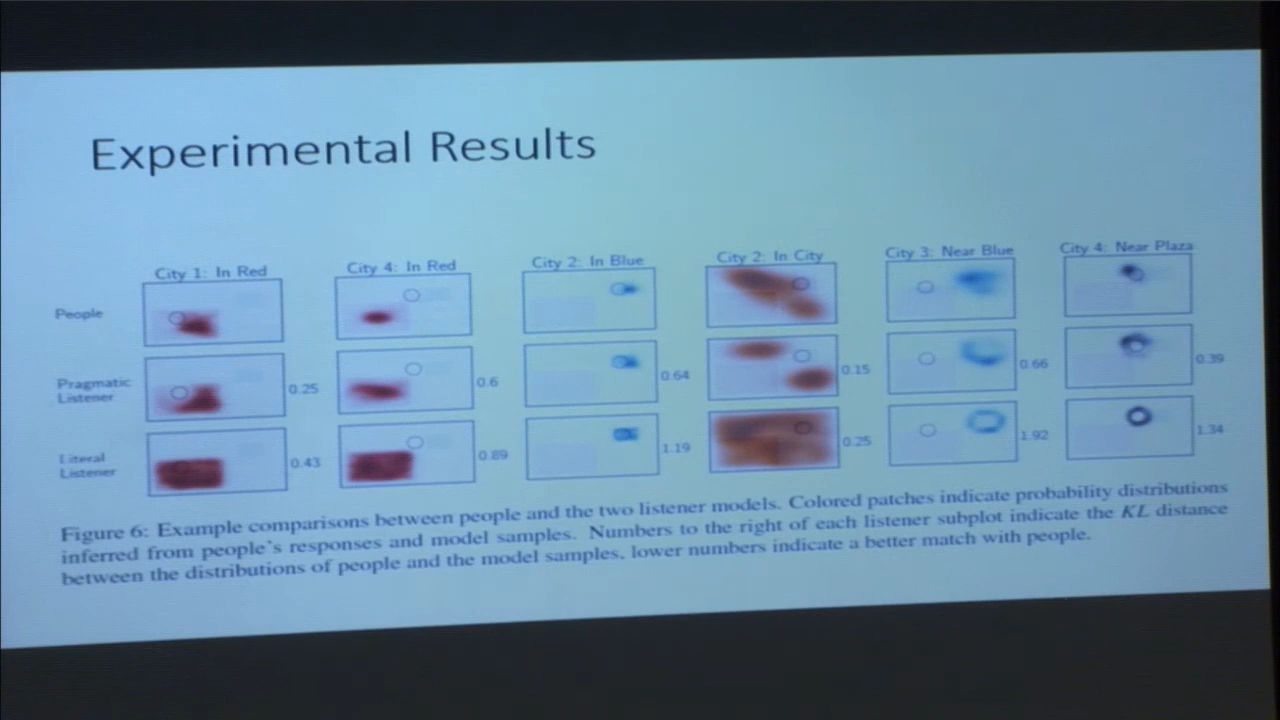 Experimental Results
City 1: In Red
City 4: In Red
City 2: In Blue
City 2: In City
City 3: Near Blue
City 4: Near Plaza
People
Pragmatic
Listener
0.25
0.6
0.64
0.15
0.66
0.39
Literal
Listener
0.43
0.89
1.19
0.25
1.92
1.34
Figure 6: Example comparisons between people and the two listener models. Colored patches indicate probability distributions
inferred from people's responses and model samples. Numbers to the right of each listener subplot indicate the KL distance
between the distributions of people and the model samples, lower numbers indicate a better match with people.